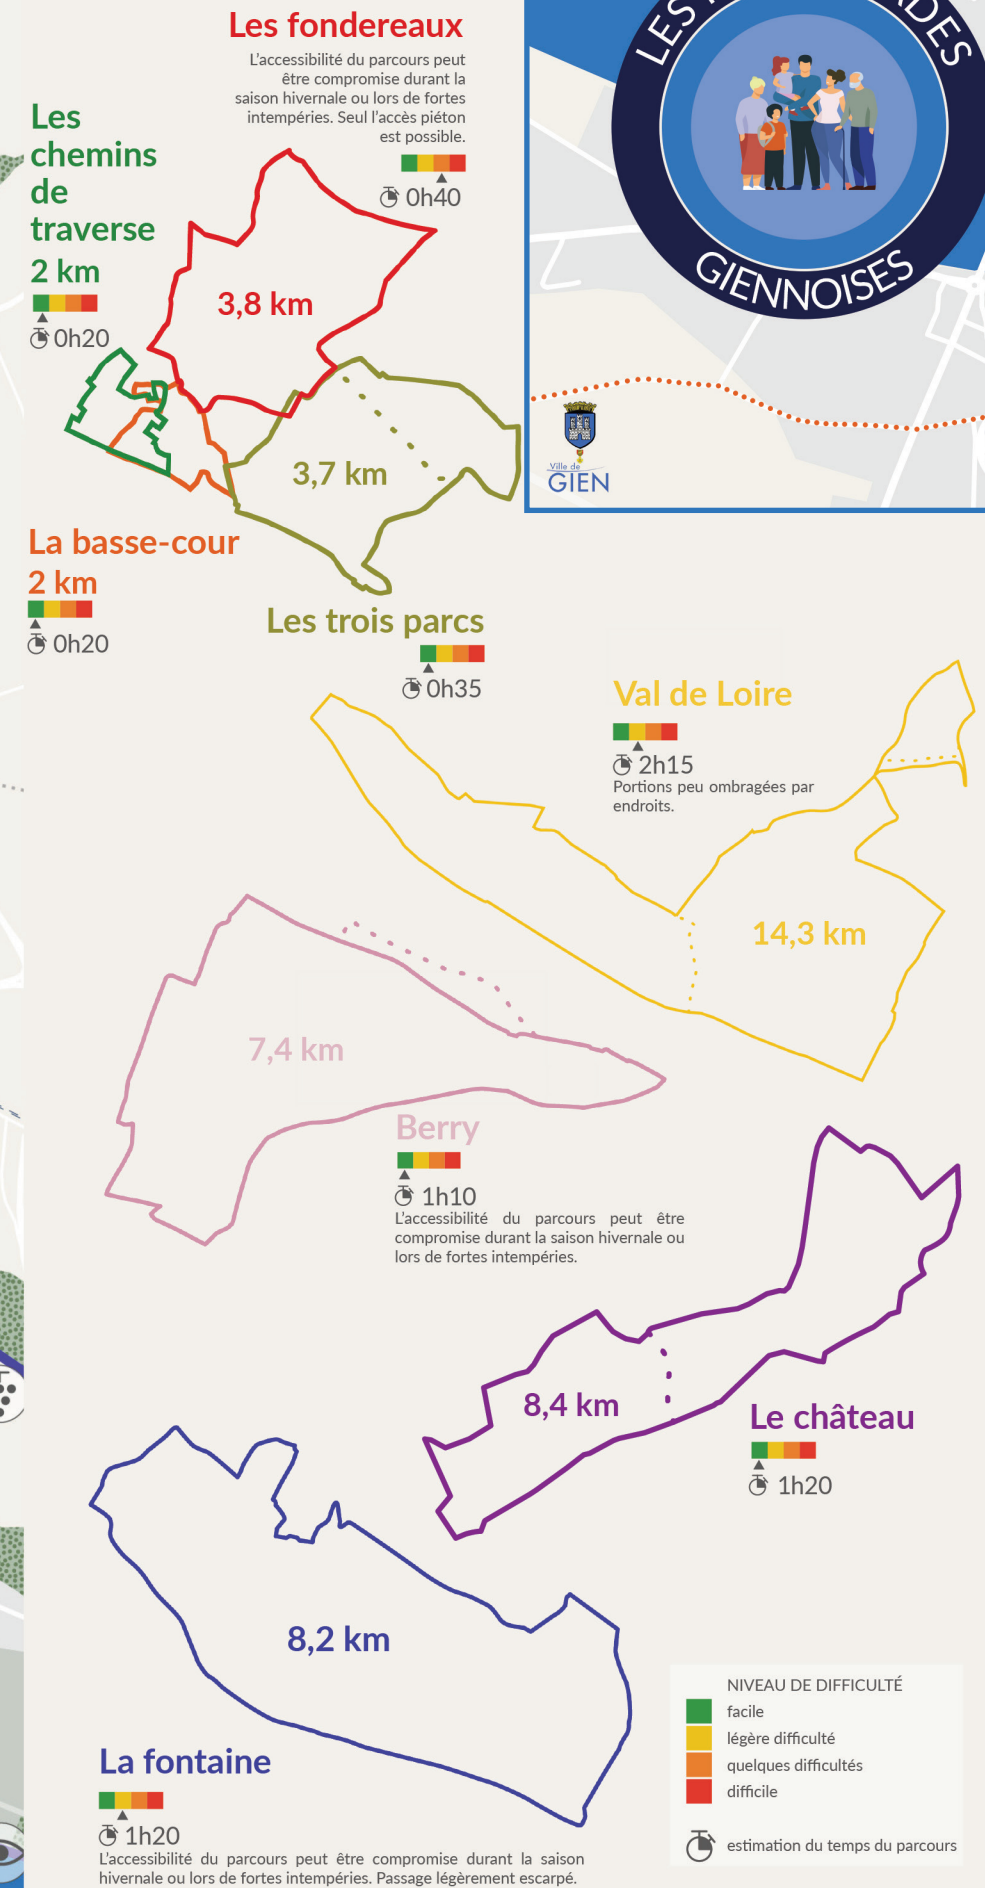 Les fondereaux
L'accessibilité du parcours peut
être compromise durant la
saison hivernale ou lors de fortes
intempéries. Seul l'accès piéton
est possible.
0h40
3,8 km
Les
chemins
de
traverse
2 km
0h20
LES
DES
GIENNOISES
Ville de
GIEN
3,7 km
La basse-cour
2 km
0h20
Les trois parcs
0h35
Val de Loire
2h15
Portions peu ombragées par
endroits.
14,3 km
7,4 km
Berry
1h10
L'accessibilité du parcours peut être
compromise durant la saison hivernale ou
lors de fortes intempéries.
8,4 km
Le château
1h20
8,2 km
La fontaine
1h20
L'accessibilité du parcours peut être compromise durant la saison
hivernale ou lors de fortes intempéries. Passage légèrement escarpé.
NIVEAU DE DIFFICULTÉ
facile
légère difficulté
quelques difficultés
difficile
estimation du temps du parcours